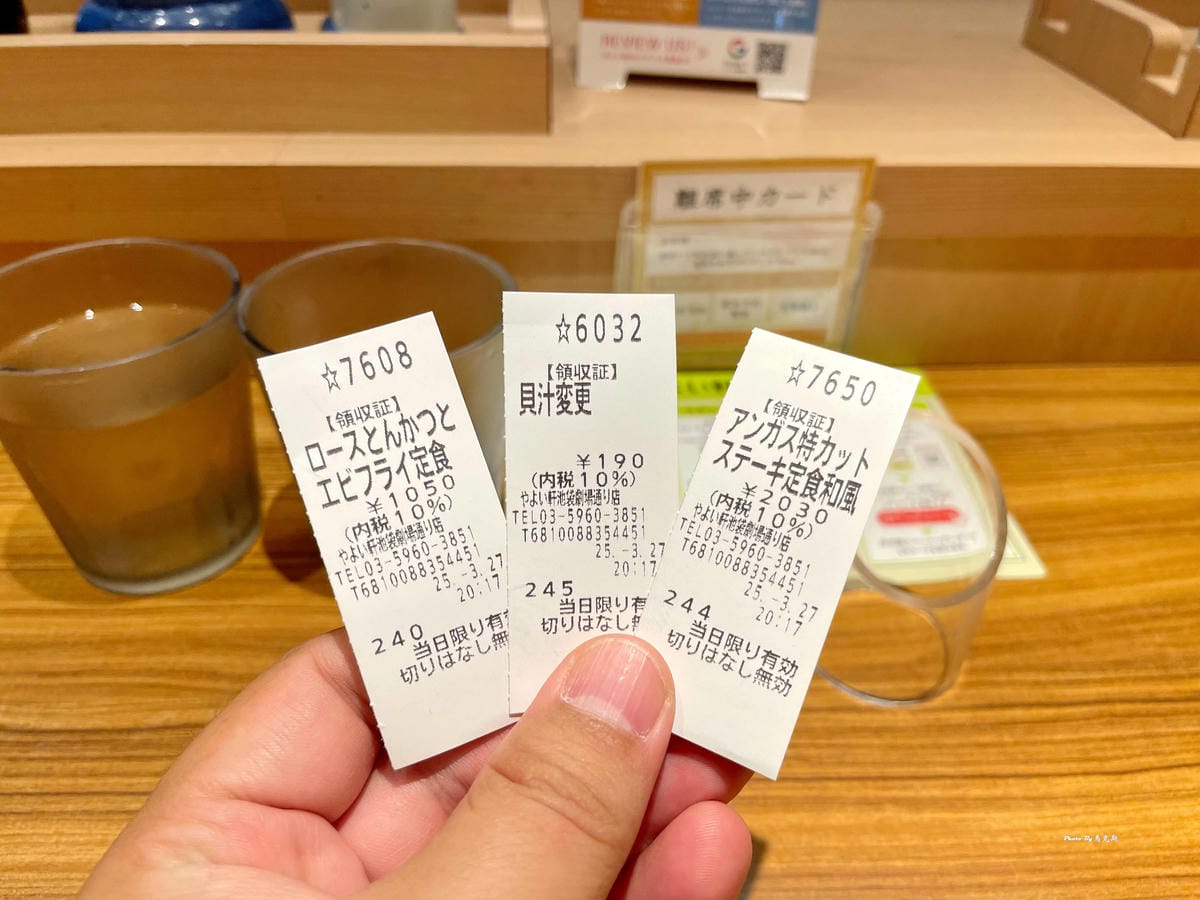 REVIEW US!
離席中カード
☆7608
【領収証】
ロースとんかつと
エビフライ定食
¥1050
(内税10%)
やよい軒池袋劇場通り店
TEL03-5960-3851
T6810088354451
25.-3.27
20:17
240
当日限り有効
切りはなし無
☆6032
【領収証】
貝汁変更
¥190
(内税10%)
やよい軒池袋劇場通り店
TEL03-5960-3851
T6810088354451
25.-3.27
20:17
245
当日限り有
切りはなし
☆7650
【領収証】
アンガス特カット
ステーキ定食和風
¥2030
(内税10%)
やよい軒池袋劇場通り店
TEL03-5960-3851
T6810088354451
25.-3.27
20:17
244
当日限り有効
切りはなし無効
Photo By 馬克斯